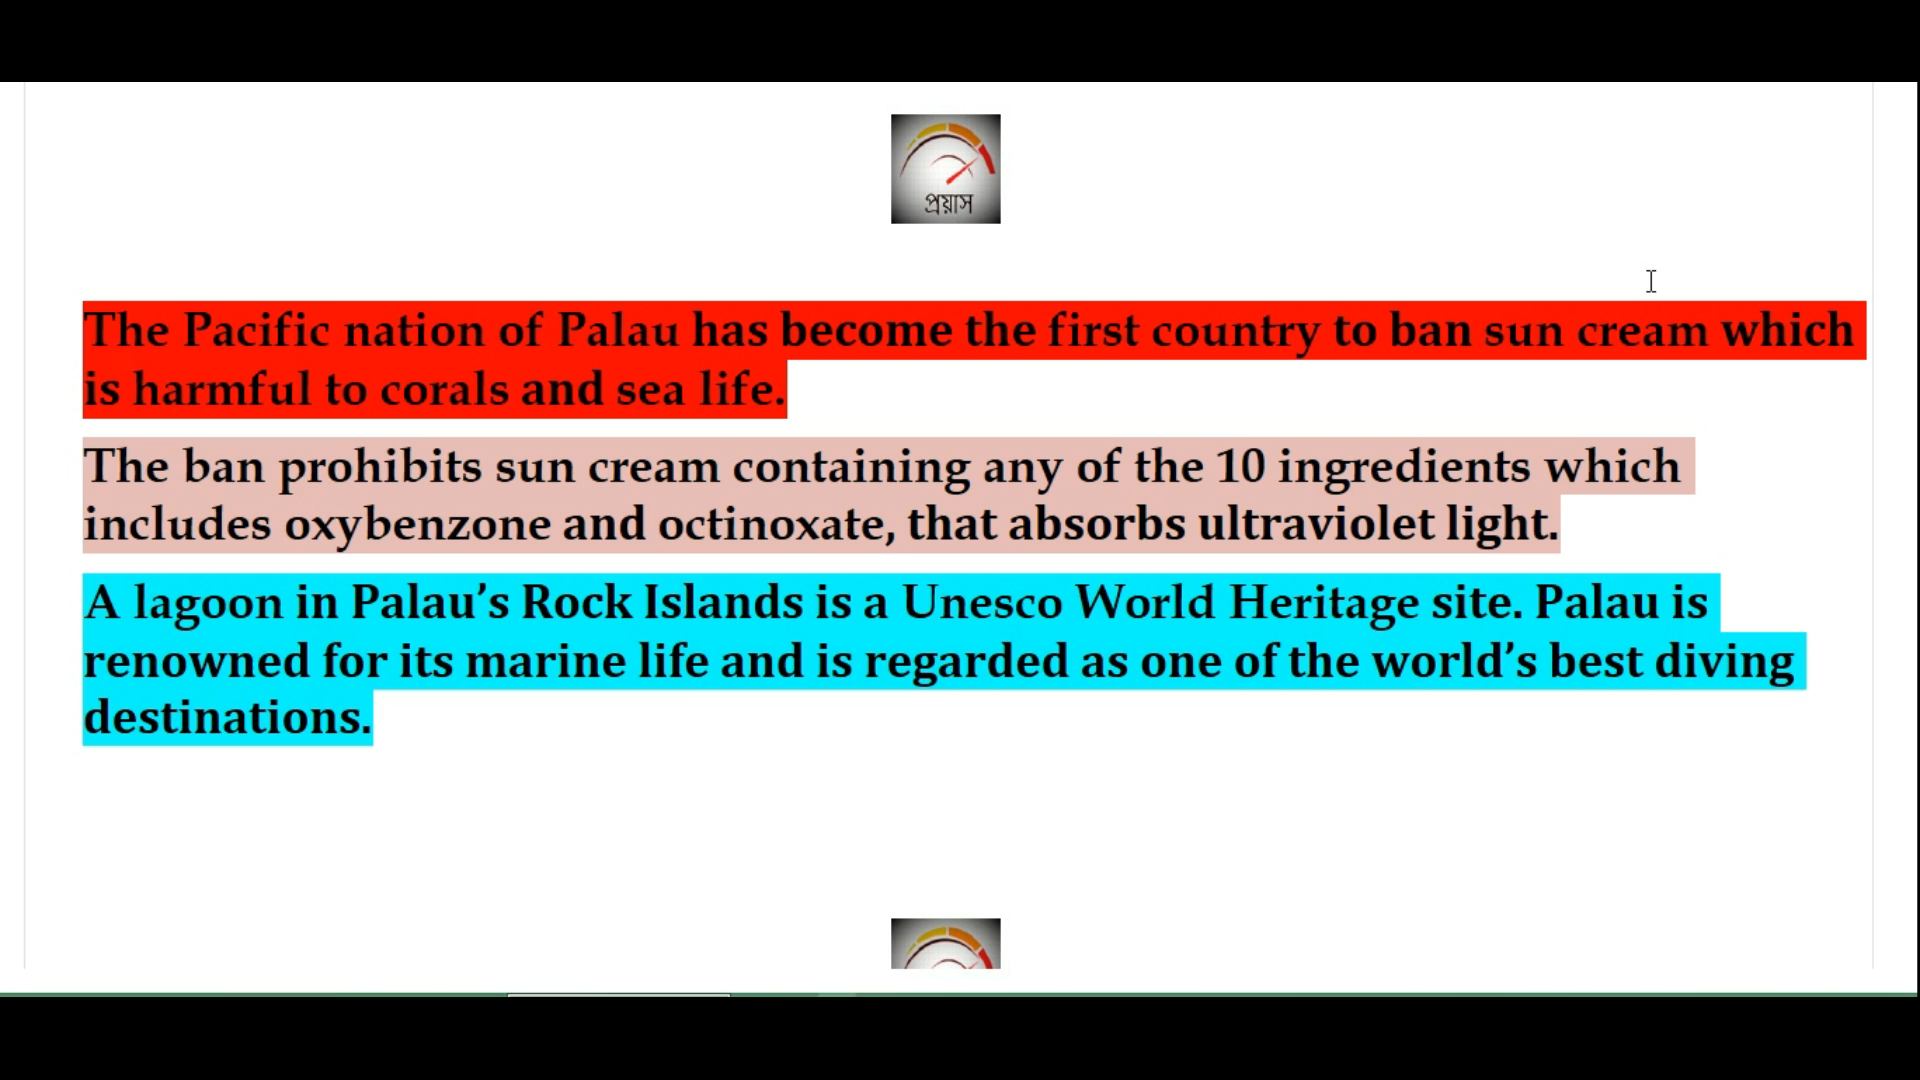 প্রয়াস
The Pacific nation of Palau has become the first country to ban sun cream which
is harmful to corals and sea life.
The ban prohibits sun cream containing any of the 10 ingredients which
includes oxybenzone and octinoxate, that absorbs ultraviolet light.
A lagoon in Palau’s Rock Islands is a Unesco World Heritage site. Palau is
renowned for its marine life and is regarded as one of the world’s best diving
destinations.